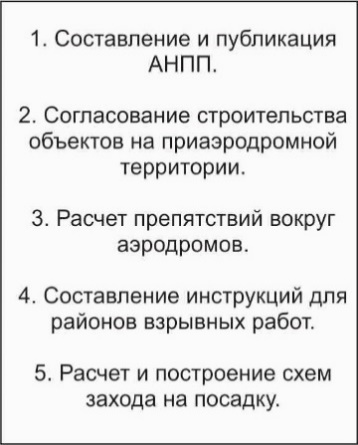 1. Составление и публикация
АНПП.
2. Согласование строительства
объектов на приаэродромной
территории.
3. Расчет препятствий вокруг
аэродромов.
4. Составление инструкций для
районов взрывных работ.
5. Расчет и построение схем
захода на посадку.